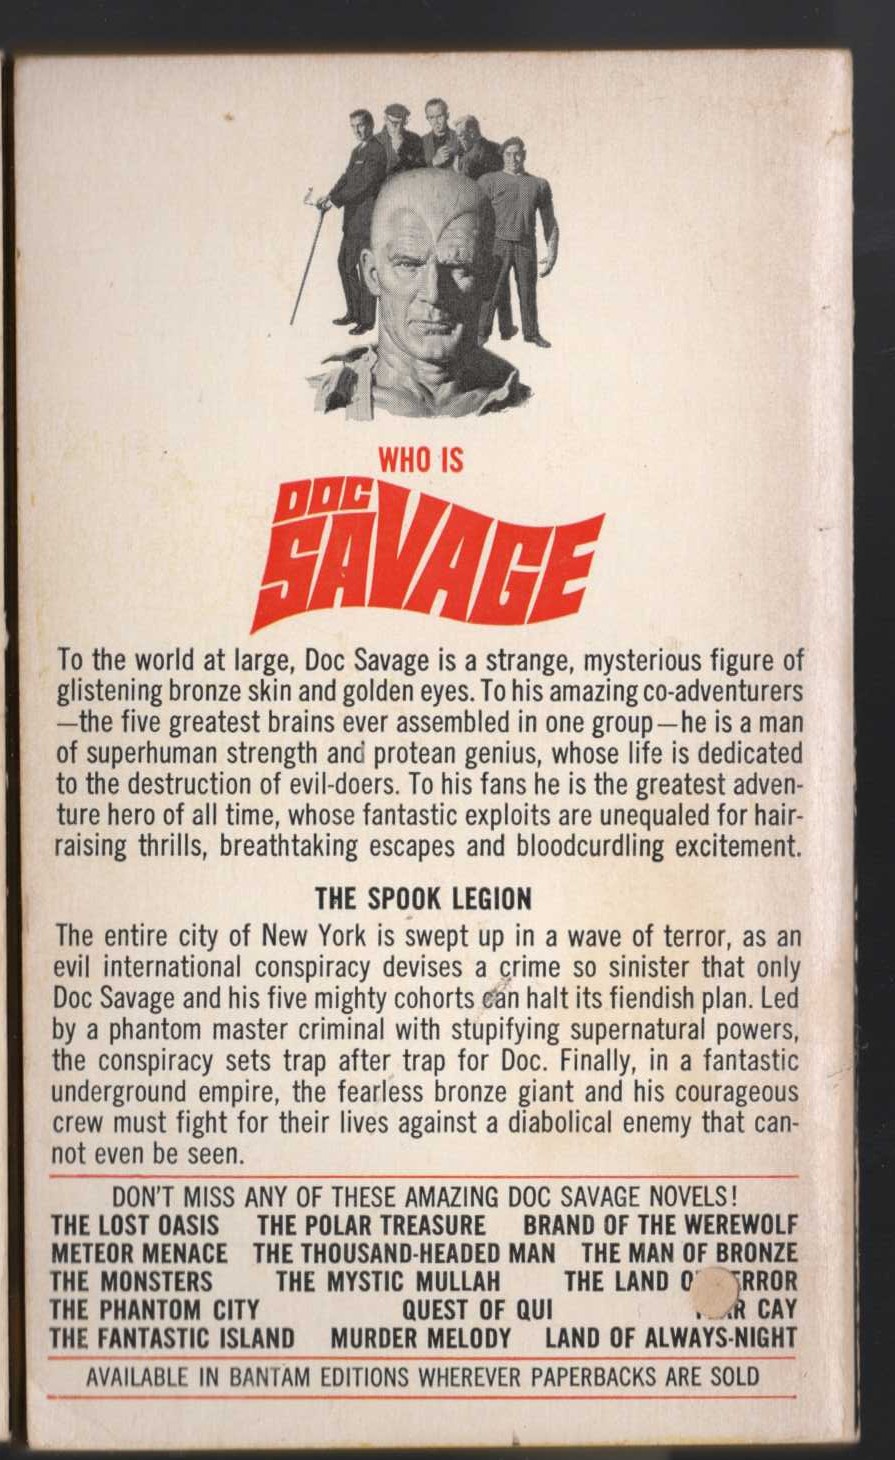 WHO IS
DOC
SAVAGE
To the world at large, Doc Savage is a strange, mysterious figure of
glistening bronze skin and golden eyes. To his amazing co-adventurers
—the five greatest brains ever assembled in one group—he is a man
of superhuman strength and protean genius, whose life is dedicated
to the destruction of evil-doers. To his fans he is the greatest adven-
ture hero of all time, whose fantastic exploits are unequaled for hair-
raising thrills, breathtaking escapes and bloodcurdling excitement.
THE SPOOK LEGION
The entire city of New York is swept up in a wave of terror, as an
evil international conspiracy devises a crime so sinister that only
Doc Savage and his five mighty cohorts can halt its fiendish plan. Led
by a phantom master criminal with stupifying supernatural powers,
the conspiracy sets trap after trap for Doc. Finally, in a fantastic
underground empire, the fearless bronze giant and his courageous
crew must fight for their lives against a diabolical enemy that can-
not even be seen.
DON'T MISS ANY OF THESE AMAZING DOC SAVAGE NOVELS!
THE LOST OASIS THE POLAR TREASURE BRAND OF THE WEREWOLF
METEOR MENACE THE THOUSAND-HEADED MAN THE MAN OF BRONZE
THE MONSTERS THE MYSTIC MULLAH THE LAND
THE PHANTOM CITY QUEST OF QUI CAY
THE FANTASTIC ISLAND MURDER MELODY LAND OF ALWAYS-NIGHT
AVAILABLE IN BANTAM EDITIONS WHEREVER PAPERBACKS ARE SOLD